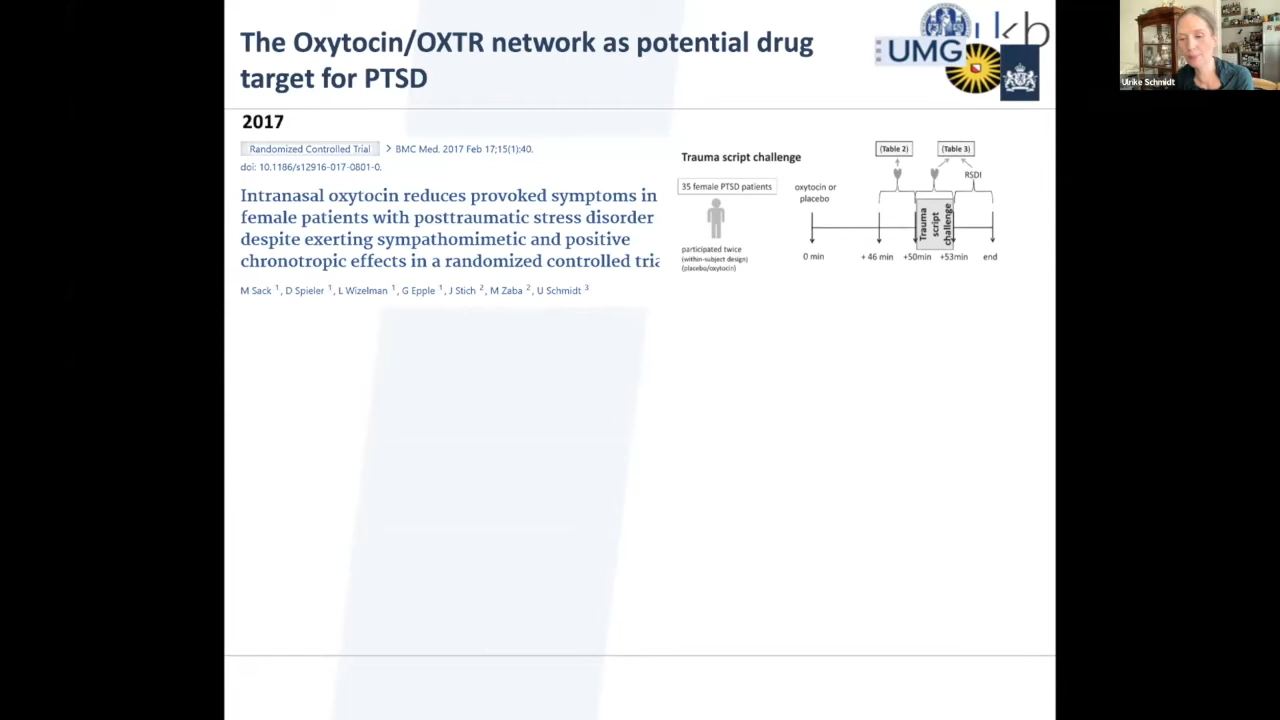 The Oxytocin/OXTR network as potential drug
target for PTSD
UMG
ukb
Ulrike Schmidt
2017
Randomized Controlled Trial > BMC Med. 2017 Feb 17;15(1):40.
doi: 10.1186/s12916-017-0801-0.
Intranasal oxytocin reduces provoked symptoms in
female patients with posttraumatic stress disorder
despite exerting sympathomimetic and positive
chronotropic effects in a randomized controlled tria
M Sack 1, D Spieler 1, L Wizelman 1, G Epple 1, J Stich 2, M Zaba 2, U Schmidt 3
Trauma script challenge
35 female PTSD patients
participated twice
(within-subject design)
(placebo/oxytocin)
oxytocin or
placebo
(Table 2)
(Table 3)
RSDI
Trauma
script
challenge
0 min
+ 46 min
+50min
+53min
end